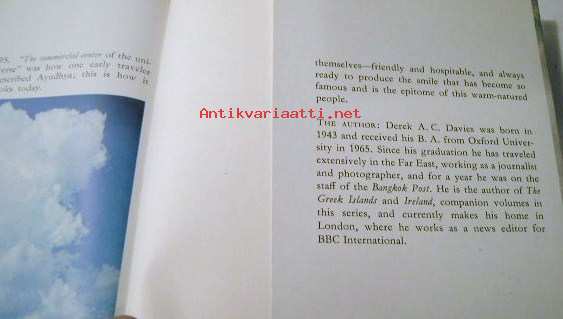 95. "The commercial center of the uni-
verse" was how one early traveler
described Ayudhya; this is how it
looks today.
Antikvariaatti.net
themselves—friendly and hospitable, and always
ready to produce the smile that has become so
famous and is the epitome of this warm-natured
people.
THE AUTHOR: Derek A. C. Davies was born in
1943 and received his B. A. from Oxford Univer-
sity in 1965. Since his graduation he has traveled
extensively in the Far East, working as a journalist
and photographer, and for a year he was on the
staff of the Bangkok Post. He is the author of The
Greek Islands and Ireland, companion volumes in
this series, and currently makes his home in
London, where he works as a news editor for
BBC International.